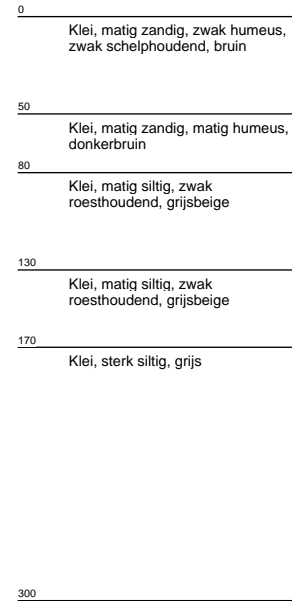 0
Klei, matig zandig, zwak humeus,
zwak schelphoudend, bruin
50
Klei, matig zandig, matig humeus,
donkerbruin
80
Klei, matig siltig, zwak
roesthoudend, grijsbeige
130
Klei, matig siltig, zwak
roesthoudend, grijsbeige
170
Klei, sterk siltig, grijs
300